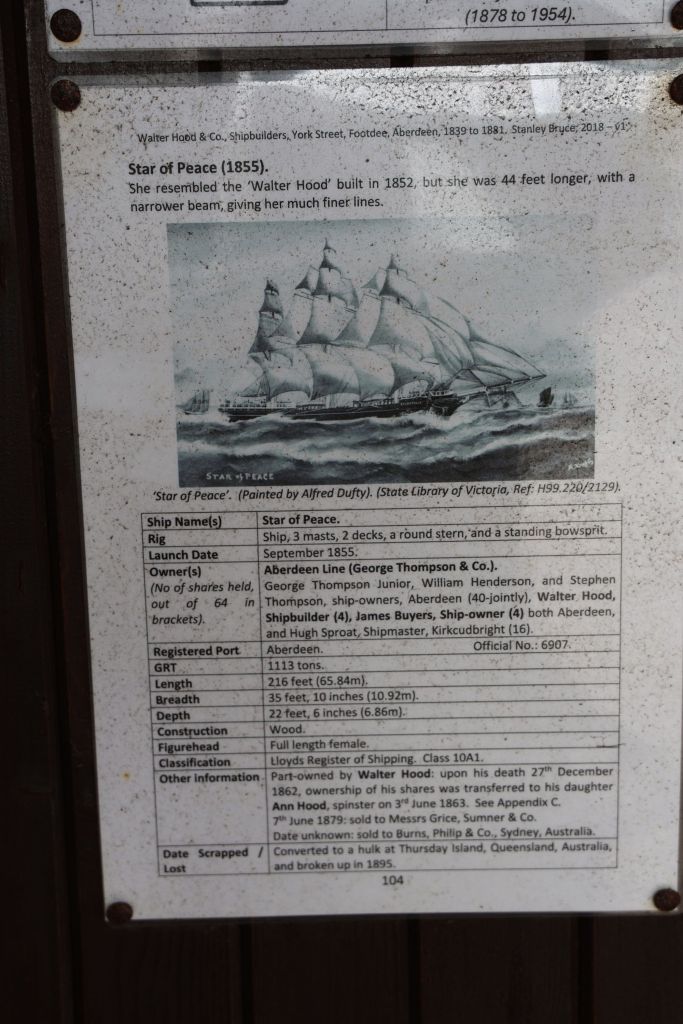 (1878 to 1954).
Walter Hood & Co., Shipbuilders, York Street, Footdee, Aberdeen, 1839 to 1881. Stanley Bruce, 2018 – v1.
Star of Peace (1855).
She resembled the 'Walter Hood' built in 1852, but she was 44 feet longer, with a
narrower beam, giving her much finer lines.
STAR of PEACE
'Star of Peace'. (Painted by Alfred Dufty). (State Library of Victoria, Ref: H99.220/2129).
Ship Name(s) Star of Peace.
Rig Ship, 3 masts, 2 decks, a round stern, and a standing bowsprit.
Launch Date September 1855.
Owner(s) Aberdeen Line (George Thompson & Co.).
(No of shares held, George Thompson Junior, William Henderson, and Stephen
out of 64 in Thompson, ship-owners, Aberdeen (40-jointly), Walter Hood,
brackets). Shipbuilder (4), James Buyers, Ship-owner (4) both Aberdeen,
and Hugh Sproat, Shipmaster, Kirkcudbright (16).
Registered Port Aberdeen. Official No.: 6907.
GRT 1113 tons.
Length 216 feet (65.84m).
Breadth 35 feet, 10 inches (10.92m).
Depth 22 feet, 6 inches (6.86m).
Construction Wood.
Figurehead Full length female.
Classification Lloyds Register of Shipping. Class 10A1.
Other information Part-owned by Walter Hood: upon his death 27th December
1862, ownership of his shares was transferred to his daughter
Ann Hood, spinster on 3rd June 1863. See Appendix C.
7th June 1879: sold to Messrs Grice, Sumner & Co.
Date unknown: sold to Burns, Philip & Co., Sydney, Australia.
Date Scrapped / Converted to a hulk at Thursday Island, Queensland, Australia,
Lost and broken up in 1895.
104